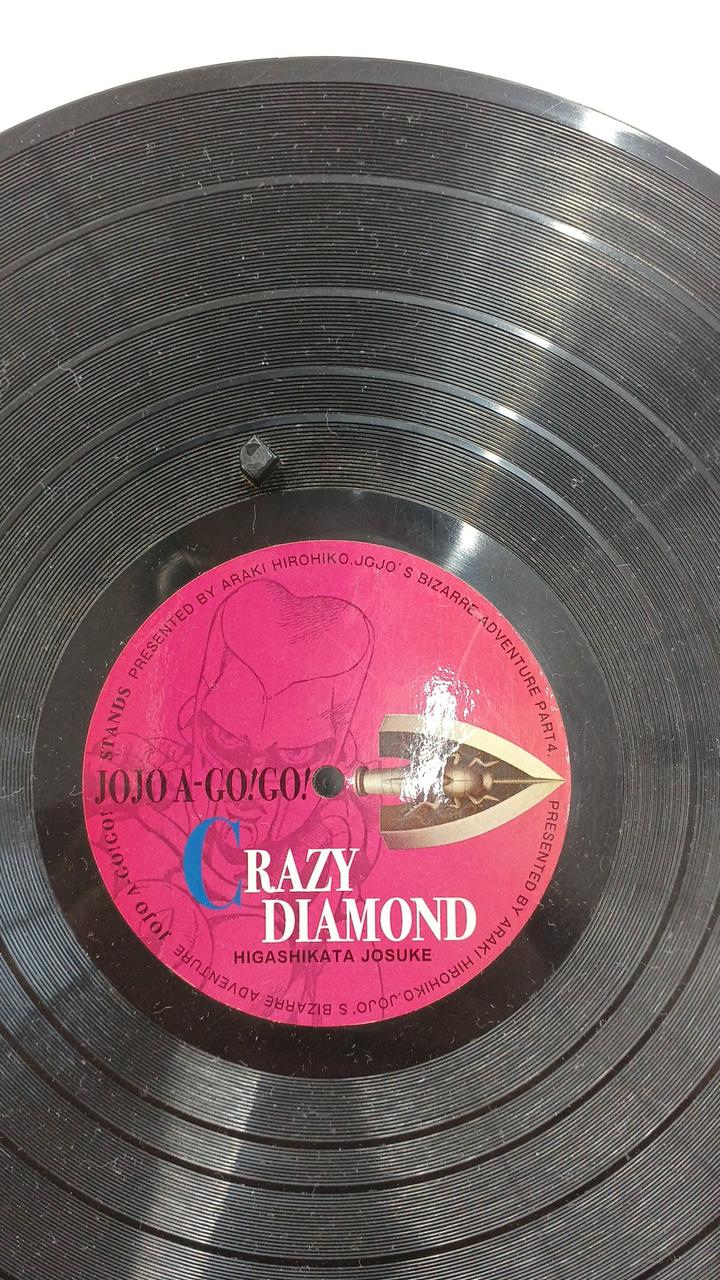 STANDS PRESENTED BY ARAKI HIROHIKO.JOJO'S BIZARRE ADVENTURE PART4.
PRESENTED BY ARAKI HIROHIKO.JOJO'S BIZARRE ADVENTURE JOJO A-GO!GO!
JOJO A-GO!GO!
CRAZY
DIAMOND
HIGASHIKATA JOSUKE